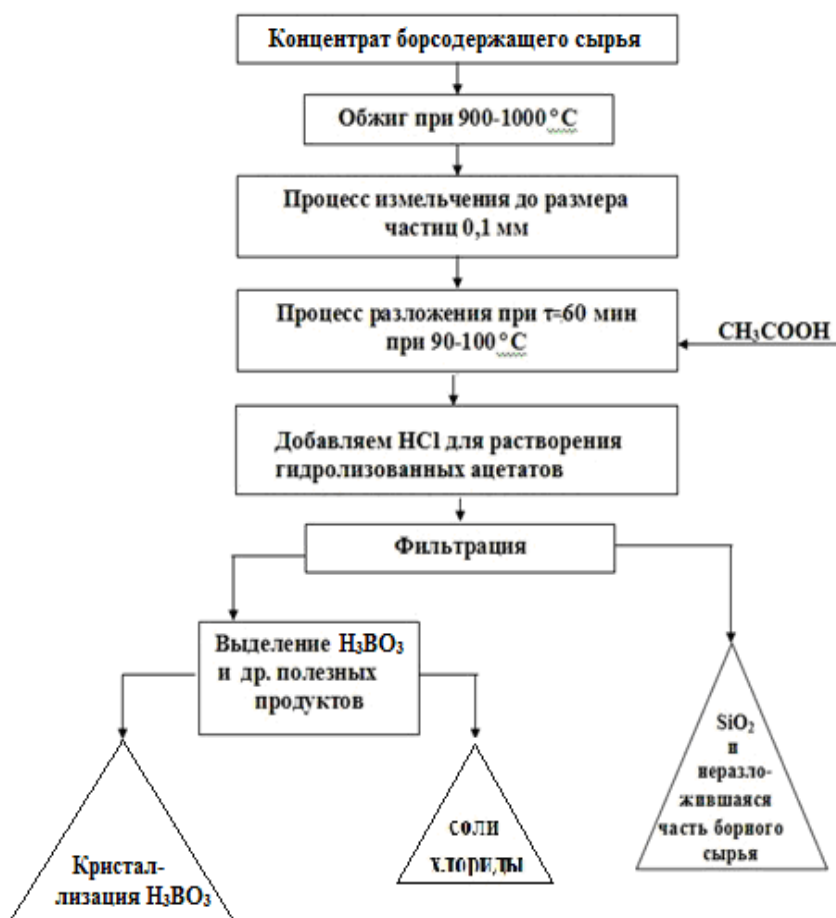 Концентрат борсодержащего сырья
Обжиг при 900-1000°С
Процесс измельчения до размера
частиц 0,1 мм
Процесс разложения при τ=60 мин
при 90-100°С
CH₃COOH
Добавляем HCl для растворения
гидролизованных ацетатов
Фильтрация
Выделение H₃BO₃
и др. полезных
продуктов
SiO₂
и
неразло-
жившаяся
часть борного
сырья
соли
хлориды
Кристал-
лизация H₃BO₃